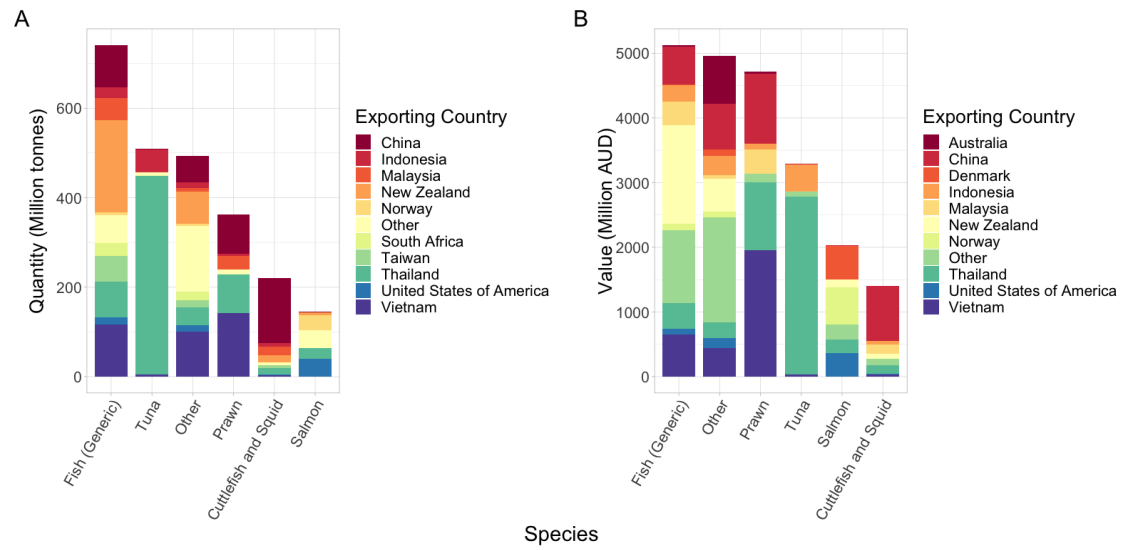 A
Quantity (Million tonnes)
600
400
200
0
Fish (Generic)
Tuna
Other
Prawn
Cuttlefish and Squid
Salmon
Exporting Country
China
Indonesia
Malaysia
New Zealand
Norway
Other
South Africa
Taiwan
Thailand
United States of America
Vietnam
B
Value (Million AUD)
5000
4000
3000
2000
1000
0
Fish (Generic)
Other
Prawn
Tuna
Salmon
Cuttlefish and Squid
Exporting Country
Australia
China
Denmark
Indonesia
Malaysia
New Zealand
Norway
Other
Thailand
United States of America
Vietnam
Species